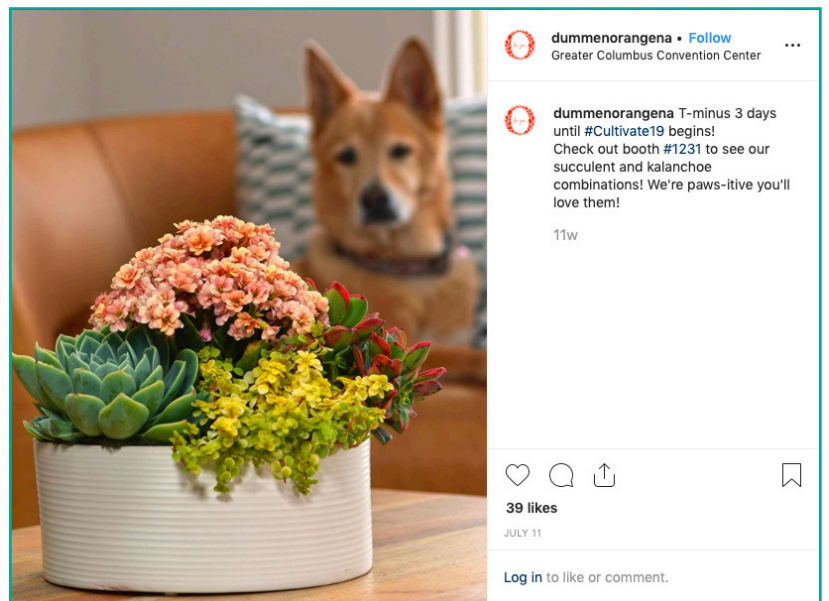 dummenorangena • Follow
Greater Columbus Convention Center
dummenorangena T-minus 3 days
until #Cultivate19 begins!
Check out booth #1231 to see our
succulent and kalanchoe
combinations! We're paws-itive you'll
love them!
11w
39 likes
JULY 11
Log in to like or comment.